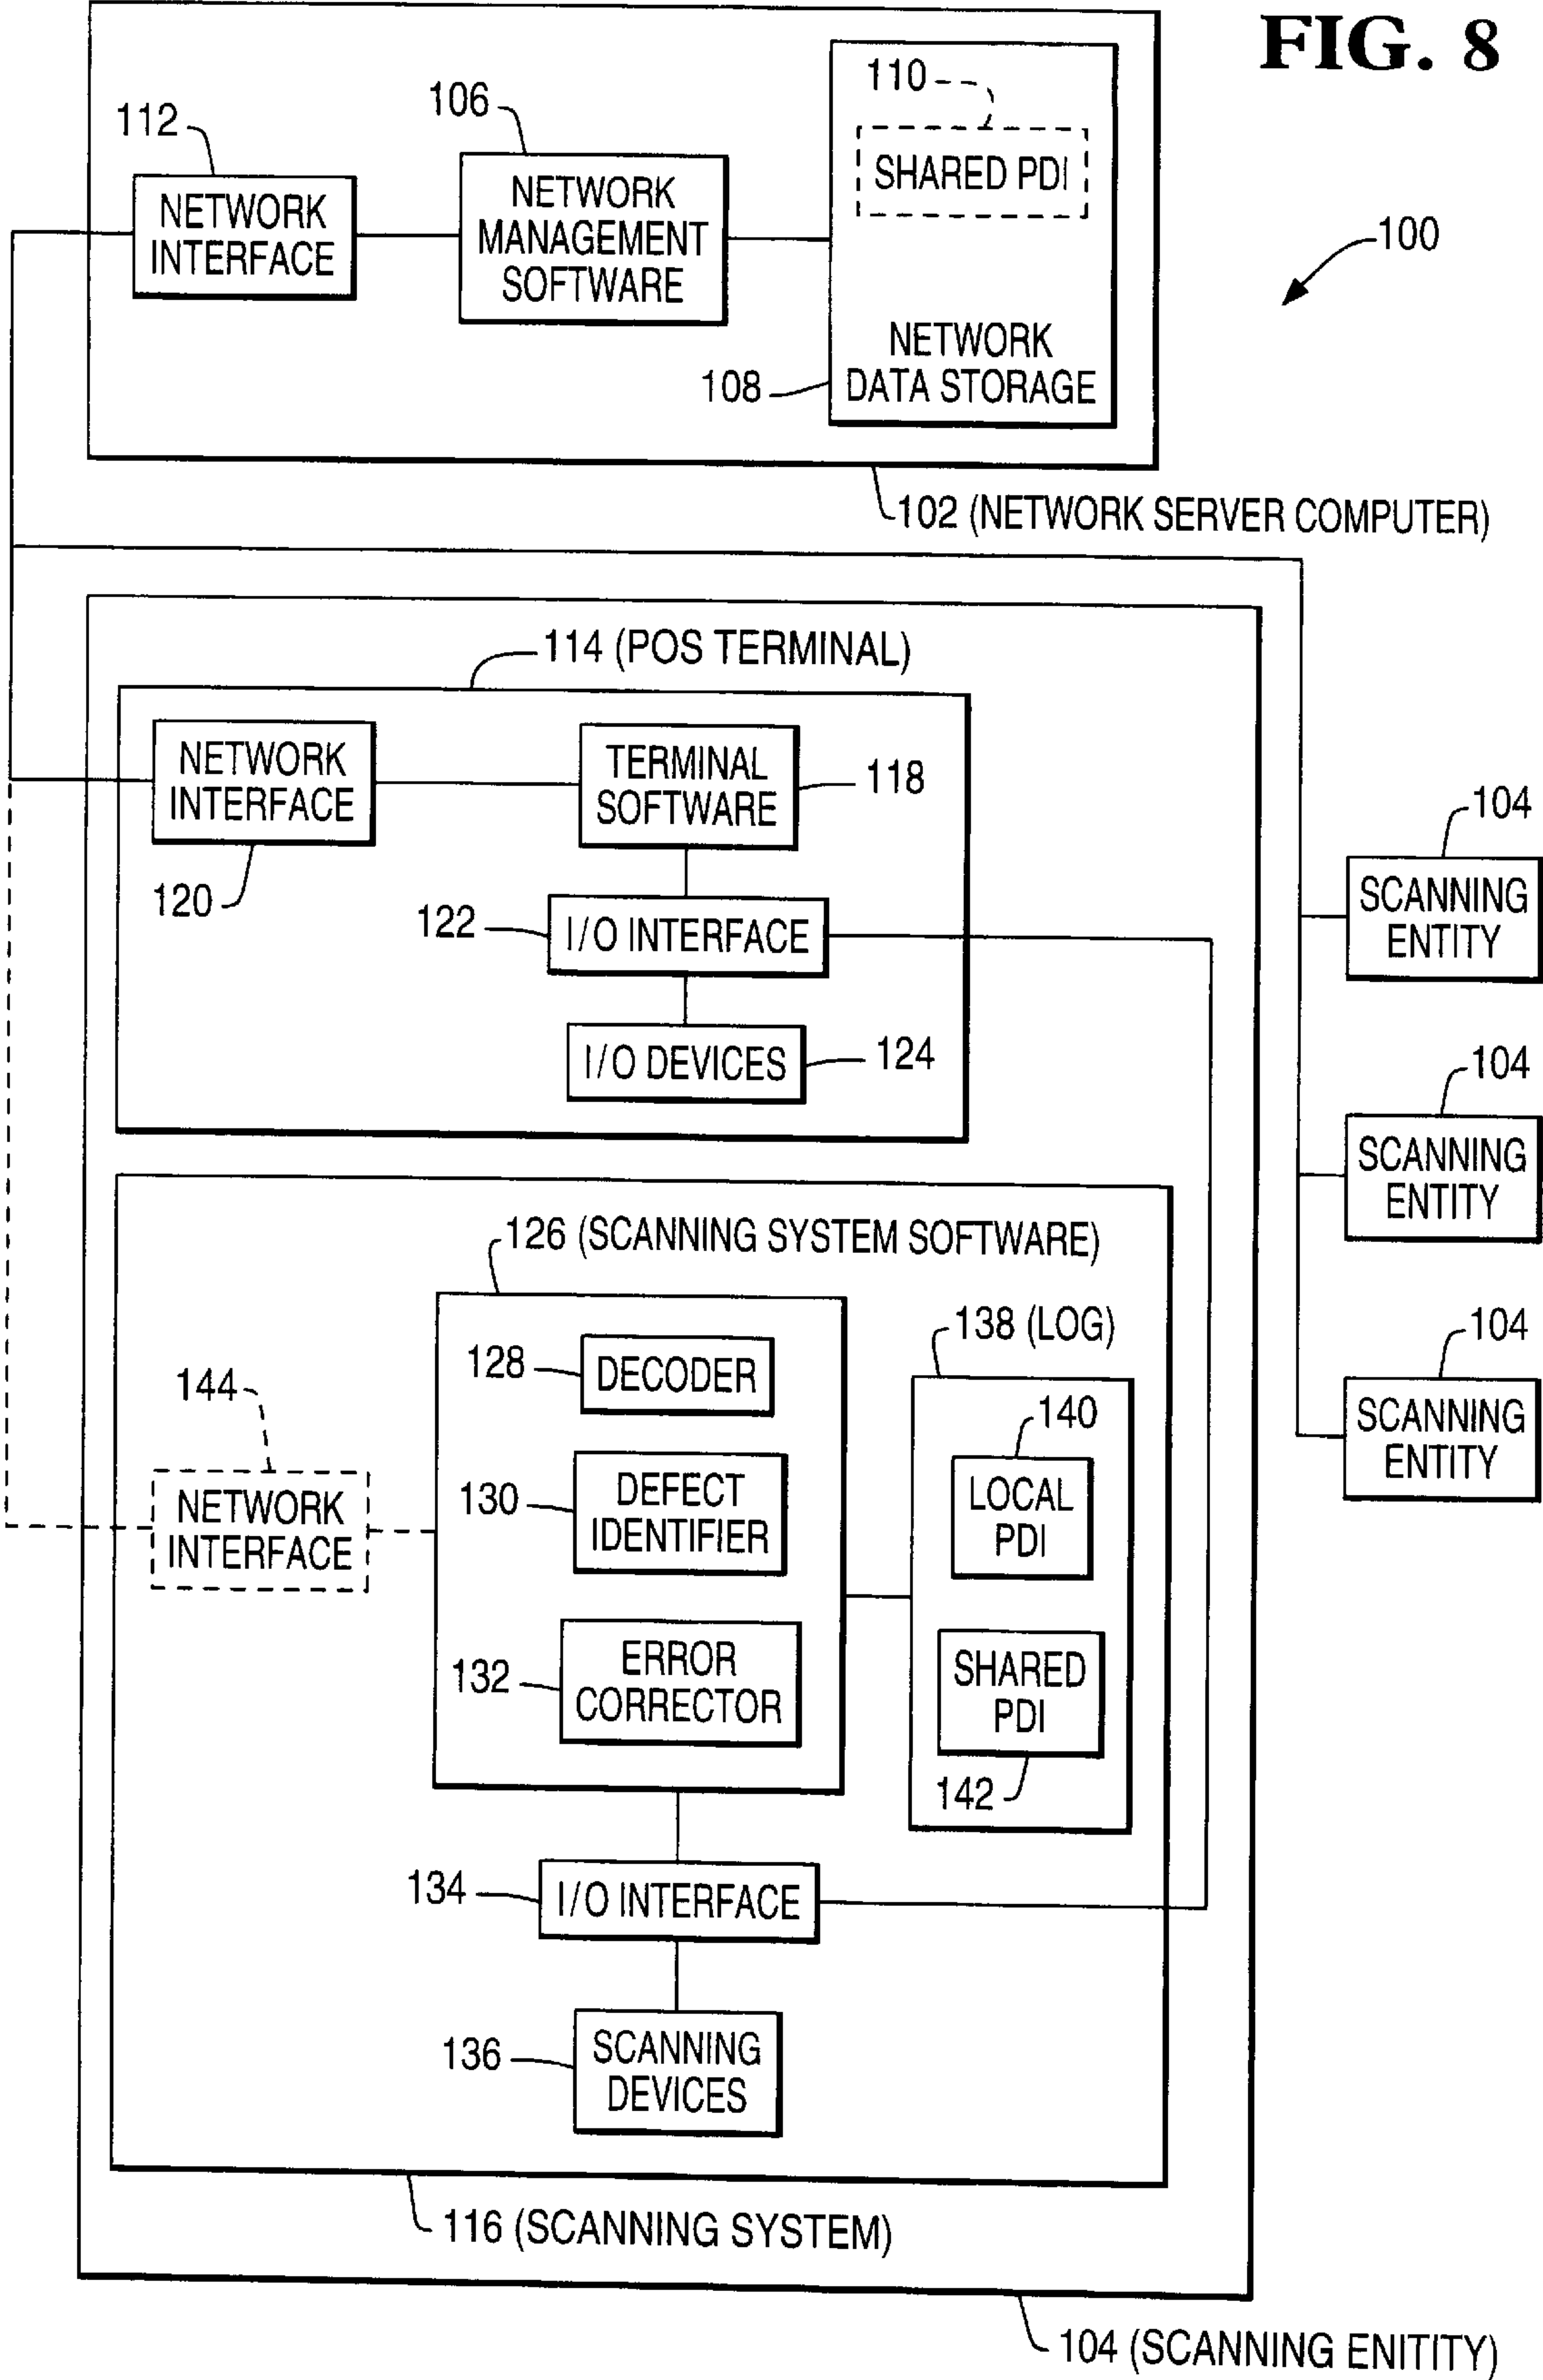 FIG. 8
110
SHARED PDI
106
112
NETWORK
MANAGEMENT
SOFTWARE
NETWORK
INTERFACE
100
NETWORK
DATA STORAGE
108
102 (NETWORK SERVER COMPUTER)
114 (POS TERMINAL)
NETWORK
INTERFACE
TERMINAL
SOFTWARE
118
120
122
I/O INTERFACE
I/O DEVICES
124
104
SCANNING
ENTITY
104
SCANNING
ENTITY
104
SCANNING
ENTITY
126 (SCANNING SYSTEM SOFTWARE)
128
DECODER
138 (LOG)
140
LOCAL
PDI
144
NETWORK
INTERFACE
130
DEFECT
IDENTIFIER
132
ERROR
CORRECTOR
SHARED
PDI
142
134
I/O INTERFACE
136
SCANNING
DEVICES
116 (SCANNING SYSTEM)
104 (SCANNING ENITITY)